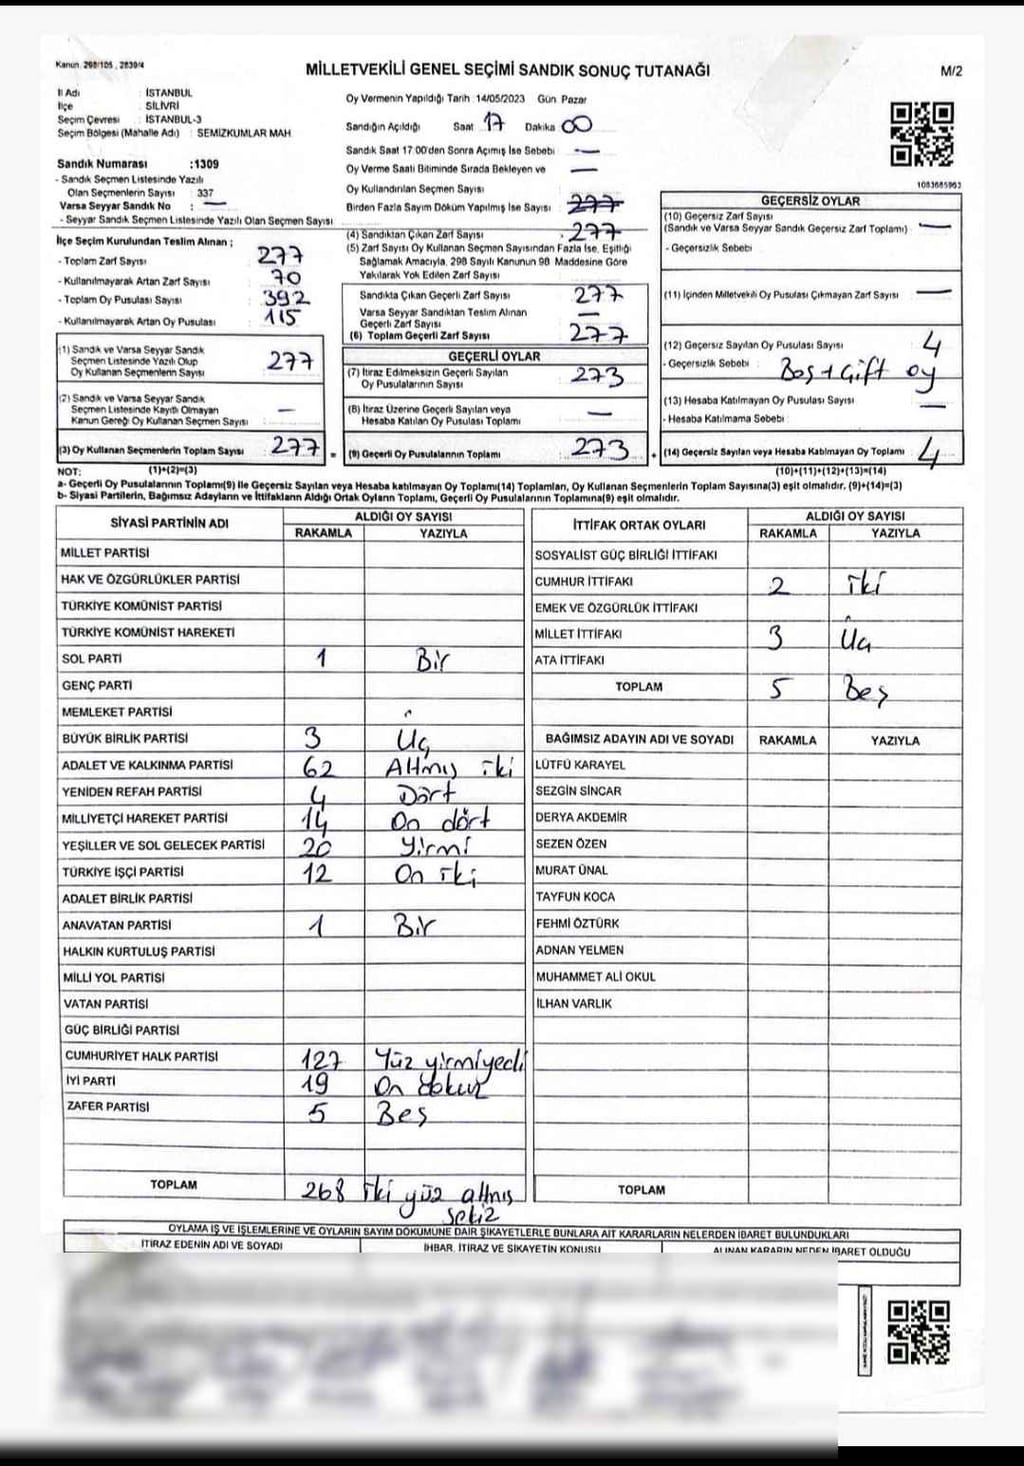 Kanun. 298/105 , 2839/4
MİLLETVEKİLİ GENEL SEÇİMİ SANDIK SONUÇ TUTANAĞI
M/2
İl Adı : İSTANBUL
İlçe : SİLİVRİ
Seçim Çevresi : İSTANBUL-3
Seçim Bölgesi (Mahalle Adı) : SEMİZKUMLAR MAH
Sandık Numarası :1309
- Sandık Seçmen Listesinde Yazılı
Olan Seçmenlerin Sayısı : 337
Varsa Seyyar Sandık No : —
- Seyyar Sandık Seçmen Listesinde Yazılı Olan Seçmen Sayısı
İlçe Seçim Kurulundan Teslim Alınan ;
- Toplam Zarf Sayısı : 277
- Kullanılmayarak Artan Zarf Sayısı : 70
- Toplam Oy Pusulası Sayısı : 392
- Kullanılmayarak Artan Oy Pusulası : 115
(1) Sandık ve Varsa Seyyar Sandık
Seçmen Listesinde Yazılı Olup
Oy Kullanan Seçmenlerin Sayısı : 277
(2) Sandık ve Varsa Seyyar Sandık
Seçmen Listesinde Kayıtlı Olmayan
Kanun Gereği Oy Kullanan Seçmen Sayısı : —
(3) Oy Kullanan Seçmenlerin Toplam Sayısı : 277
Oy Vermenin Yapıldığı Tarih :14/05/2023 Gün Pazar
Sandığın Açıldığı Saat 17 Dakika 00
Sandık Saat 17:00'den Sonra Açılmış İse Sebebi : —
Oy Verme Saati Bitiminde Sırada Bekleyen ve —
Oy Kullandırılan Seçmen Sayısı
Birden Fazla Sayım Döküm Yapılmış İse Sayısı 277
(4) Sandıktan Çıkan Zarf Sayısı : 277
(5) Zarf Sayısı Oy Kullanan Seçmen Sayısından Fazla İse, Eşitliği
Sağlamak Amacıyla, 298 Sayılı Kanunun 98 Maddesine Göre
Yakılarak Yok Edilen Zarf Sayısı
Sandıkta Çıkan Geçerli Zarf Sayısı : 277
Varsa Seyyar Sandıktan Teslim Alınan
Geçerli Zarf Sayısı : —
(6) Toplam Geçerli Zarf Sayısı : 277
GEÇERLİ OYLAR
(7) İtiraz Edilmeksizin Geçerli Sayılan
Oy Pusulalarının Sayısı : 273
(8) İtiraz Üzerine Geçerli Sayılan veya
Hesaba Katılan Oy Pusulası Toplamı : —
= (9) Geçerli Oy Pusulalarının Toplamı : 273
1083685963
GEÇERSİZ OYLAR
(10) Geçersiz Zarf Sayısı
(Sandık ve Varsa Seyyar Sandık Geçersiz Zarf Toplamı) : —
- Geçersizlik Sebebi :
(11) İçinden Milletvekili Oy Pusulası Çıkmayan Zarf Sayısı : —
(12) Geçersiz Sayılan Oy Pusulası Sayısı : 4
- Geçersizlik Sebebi : Boş + Çift oy
(13) Hesaba Katılmayan Oy Pusulası Sayısı : —
- Hesaba Katılmama Sebebi :
+ (14) Geçersiz Sayılan veya Hesaba Katılmayan Oy Toplamı : 4
NOT: (1)+(2)=(3) (10)+(11)+(12)+(13)=(14)
a- Geçerli Oy Pusulaları Toplamı(9) ile Geçersiz Sayılan veya Hesaba katılmayan Oy Toplamı(14) Toplamları, Oy Kullanan Seçmenlerin Toplam Sayısına(3) eşit olmalıdır. (9)+(14)=(3)
b- Siyasi Partilerin, Bağımsız Adayların ve İttifakların Aldığı Ortak Oyların Toplamı, Geçerli Oy Pusulalarının Toplamına(9) eşit olmalıdır.
SİYASİ PARTİNİN ADI ALDIĞI OY SAYISI
RAKAMLA YAZIYLA
MİLLET PARTİSİ
HAK VE ÖZGÜRLÜKLER PARTİSİ
TÜRKİYE KOMÜNİST PARTİSİ
TÜRKİYE KOMÜNİST HAREKETİ
SOL PARTİ 1 Bir
GENÇ PARTİ
MEMLEKET PARTİSİ
BÜYÜK BİRLİK PARTİSİ 3 Üç
ADALET VE KALKINMA PARTİSİ 62 Altmış iki
YENİDEN REFAH PARTİSİ 4 Dört
MİLLİYETÇİ HAREKET PARTİSİ 14 On dört
YEŞİLLER VE SOL GELECEK PARTİSİ 20 Yirmi
TÜRKİYE İŞÇİ PARTİSİ 12 On iki
ADALET BİRLİK PARTİSİ
ANAVATAN PARTİSİ 1 Bir
HALKIN KURTULUŞ PARTİSİ
MİLLİ YOL PARTİSİ
VATAN PARTİSİ
GÜÇ BİRLİĞİ PARTİSİ
CUMHURİYET HALK PARTİSİ 127 Yüz yirmiyedi
İYİ PARTİ 19 On dokuz
ZAFER PARTİSİ 5 Beş
TOPLAM 268 iki yüz altmış
sekiz
İTTİFAK ORTAK OYLARI ALDIĞI OY SAYISI
RAKAMLA YAZIYLA
SOSYALİST GÜÇ BİRLİĞİ İTTİFAKI
CUMHUR İTTİFAKI 2 iki
EMEK VE ÖZGÜRLÜK İTTİFAKI
MİLLET İTTİFAKI 3 Üç
ATA İTTİFAKI
TOPLAM 5 Beş
BAĞIMSIZ ADAYIN ADI VE SOYADI RAKAMLA YAZIYLA
LÜTFÜ KARAYEL
SEZGİN SİNCAR
DERYA AKDEMİR
SEZEN ÖZEN
MURAT ÜNAL
TAYFUN KOCA
FEHMİ ÖZTÜRK
ADNAN YELMEN
MUHAMMET ALİ OKUL
İLHAN VARLIK
TOPLAM
OYLAMA İŞ VE İŞLEMLERİNE VE OYLARIN SAYIM DÖKÜMÜNE DAİR ŞİKAYETLERLE BUNLARA AİT KARARLARIN NELERDEN İBARET BULUNDUKLARI
İTİRAZ EDENİN ADI VE SOYADI İHBAR, İTİRAZ VE ŞİKAYETİN KONUSU ALINAN KARARIN NEDEN İBARET OLDUĞU